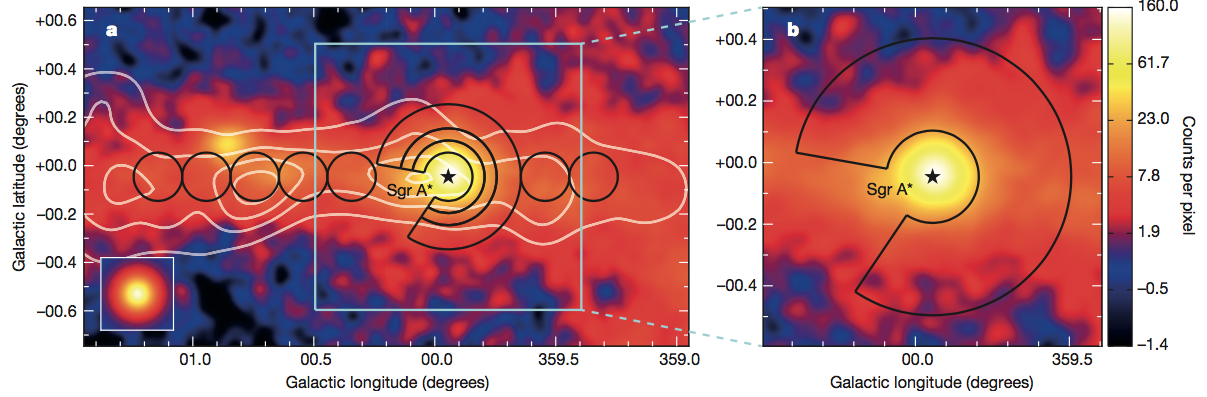 a
b
Sgr A*
Sgr A*
+00.6
+00.4
+00.2
+00.0
−00.2
−00.4
−00.6
Galactic latitude (degrees)
01.0 00.5 00.0 359.5 359.0
Galactic longitude (degrees)
+00.4
+00.2
+00.0
−00.2
−00.4
00.0 359.5
Galactic longitude (degrees)
160.0
61.7
23.0
7.8
1.9
−0.5
−1.4
Counts per pixel